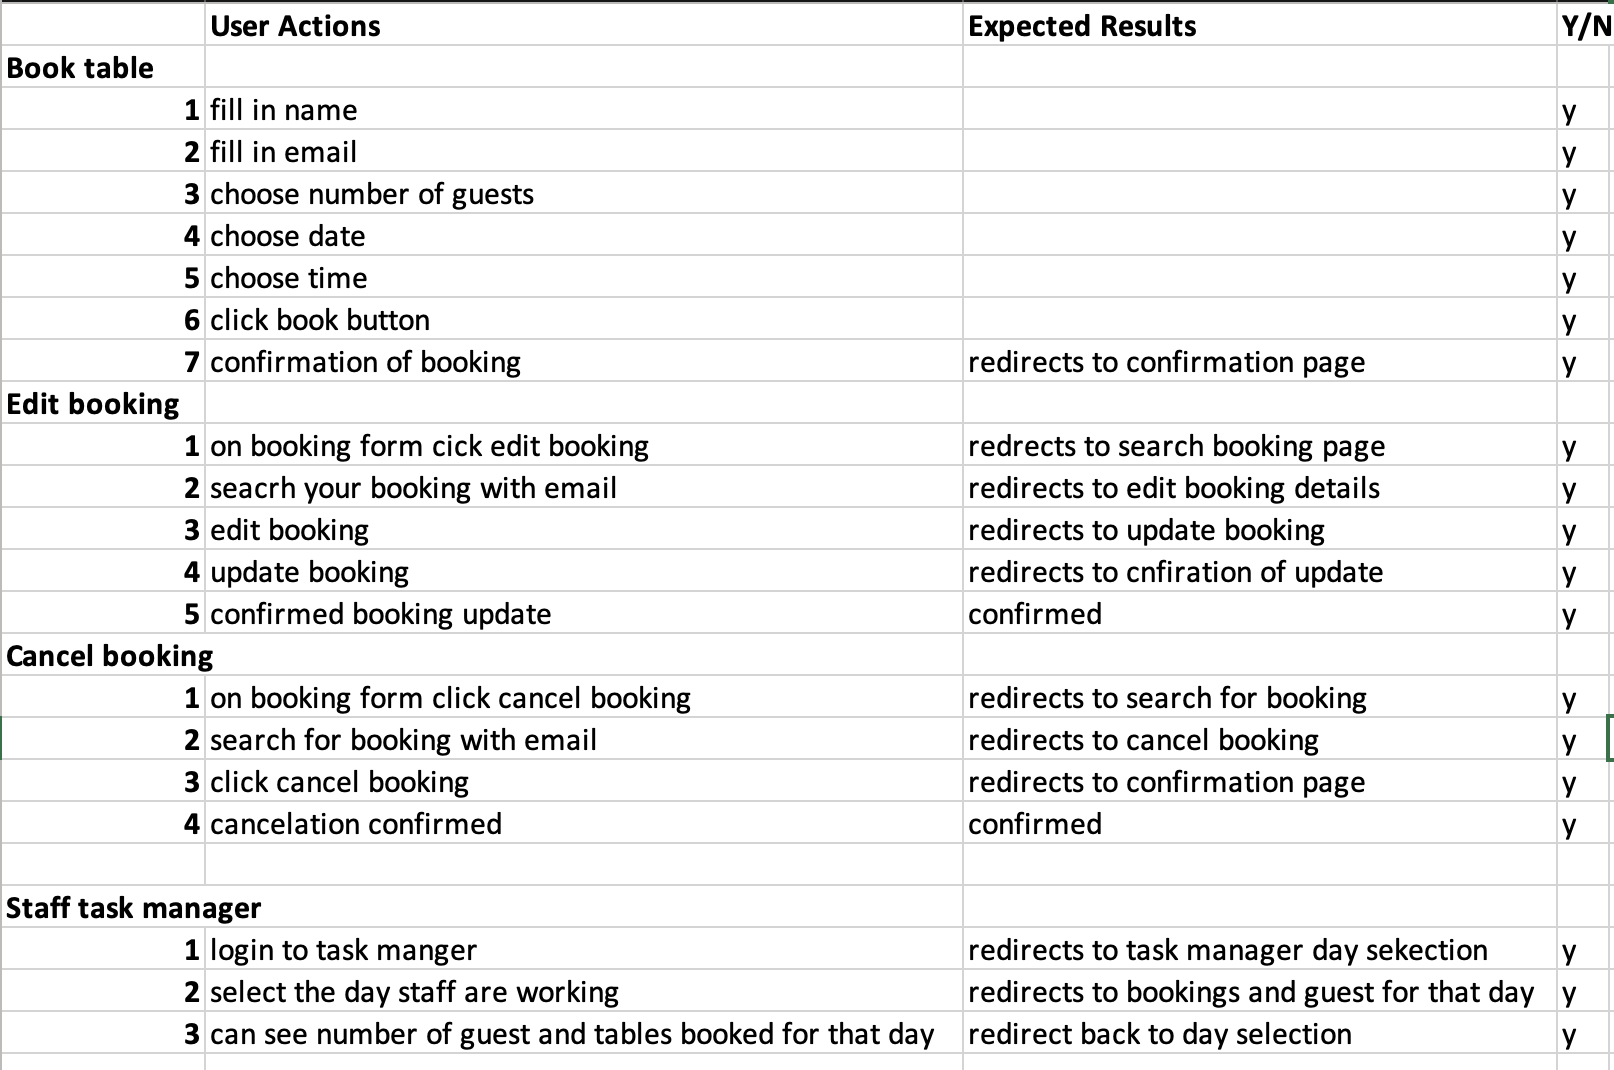 User Actions Expected Results Y/N
Book table
1 fill in name y
2 fill in email y
3 choose number of guests y
4 choose date y
5 choose time y
6 click book button y
7 confirmation of booking redirects to confirmation page y
Edit booking
1 on booking form cick edit booking redrects to search booking page y
2 seacrh your booking with email redirects to edit booking details y
3 edit booking redirects to update booking y
4 update booking redirects to cnfiration of update y
5 confirmed booking update confirmed y
Cancel booking
1 on booking form click cancel booking redirects to search for booking y
2 search for booking with email redirects to cancel booking y
3 click cancel booking redirects to confirmation page y
4 cancelation confirmed confirmed y
Staff task manager
1 login to task manger redirects to task manager day sekection y
2 select the day staff are working redirects to bookings and guest for that day y
3 can see number of guest and tables booked for that day redirect back to day selection y